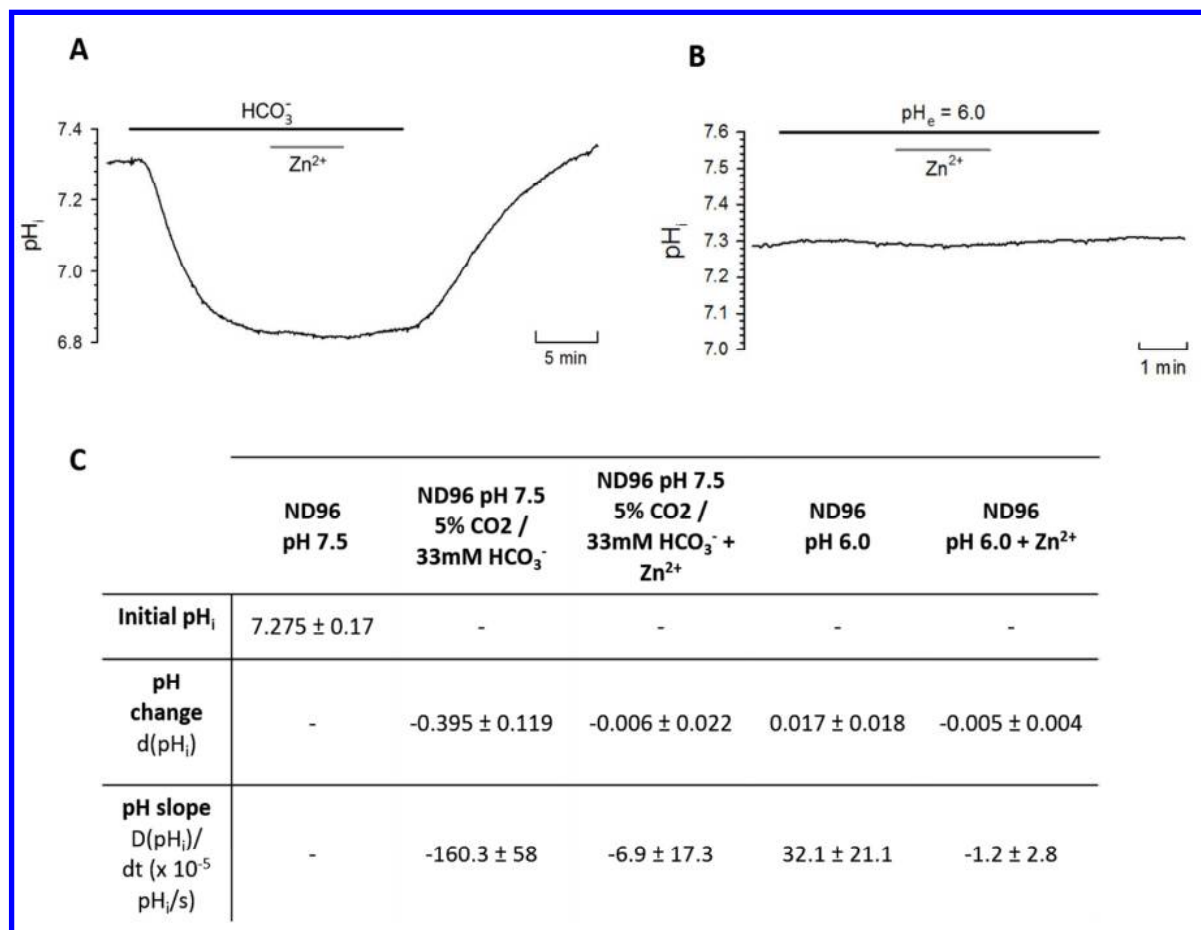 A
HCO₃⁻
Zn²⁺
7.4
7.2
7.0
6.8
pHᵢ
5 min
B
pHₑ = 6.0
Zn²⁺
7.6
7.5
7.4
7.3
7.2
7.1
7.0
pHᵢ
1 min
C
ND96
pH 7.5
ND96 pH 7.5
5% CO2 /
33mM HCO₃⁻
ND96 pH 7.5
5% CO2 /
33mM HCO₃⁻ +
Zn²⁺
ND96
pH 6.0
ND96
pH 6.0 + Zn²⁺
Initial pHᵢ
7.275 ± 0.17
-
-
-
-
pH
change
d(pHᵢ)
-
-0.395 ± 0.119
-0.006 ± 0.022
0.017 ± 0.018
-0.005 ± 0.004
pH slope
D(pHᵢ)/
dt (x 10⁻⁵
pHᵢ/s)
-
-160.3 ± 58
-6.9 ± 17.3
32.1 ± 21.1
-1.2 ± 2.8